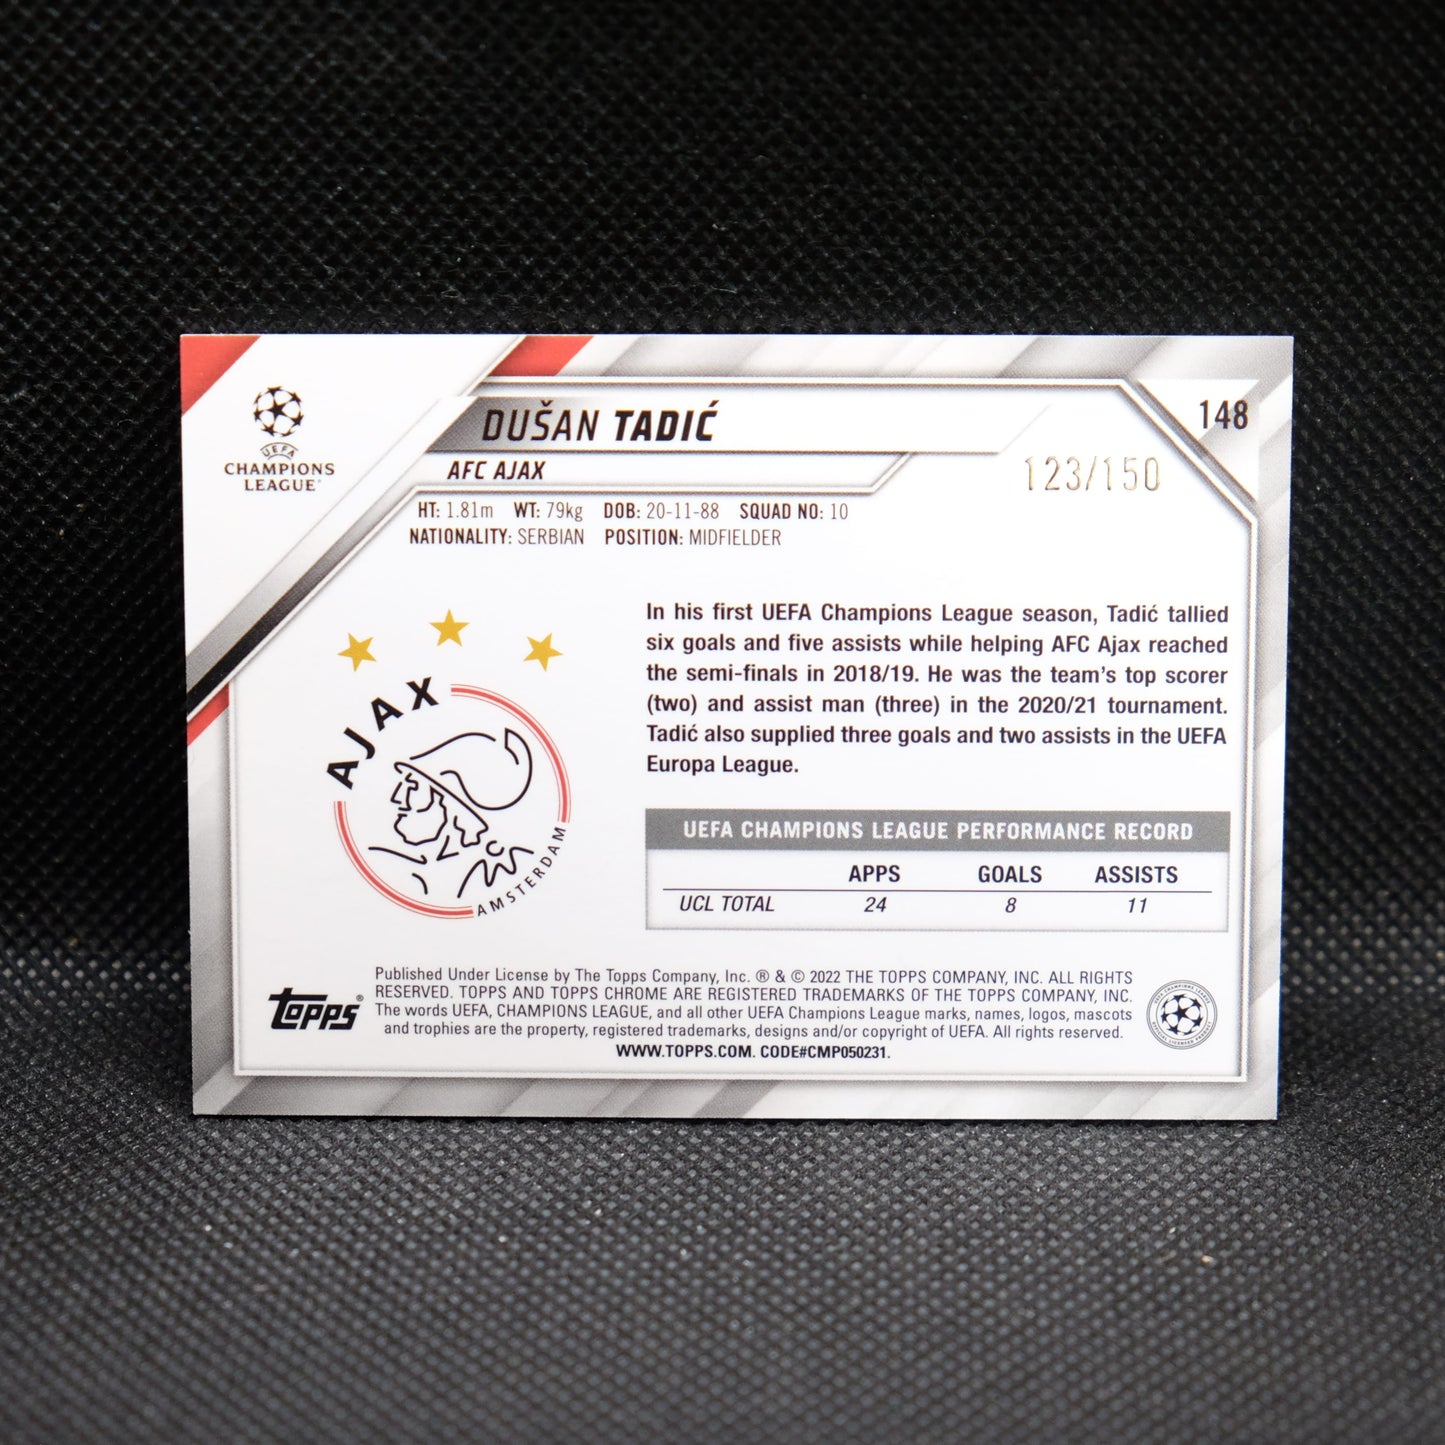 UEFA
CHAMPIONS
LEAGUE®
DUŠAN TADIĆ
148
AFC AJAX
123/150
HT: 1.81m WT: 79kg DOB: 20-11-88 SQUAD NO: 10
NATIONALITY: SERBIAN POSITION: MIDFIELDER
AJAX
AMSTERDAM
In his first UEFA Champions League season, Tadić tallied
six goals and five assists while helping AFC Ajax reached
the semi-finals in 2018/19. He was the team's top scorer
(two) and assist man (three) in the 2020/21 tournament.
Tadić also supplied three goals and two assists in the UEFA
Europa League.
UEFA CHAMPIONS LEAGUE PERFORMANCE RECORD
APPS GOALS ASSISTS
UCL TOTAL 24 8 11
topps®
Published Under License by The Topps Company, Inc. ® & © 2022 THE TOPPS COMPANY, INC. ALL RIGHTS
RESERVED. TOPPS AND TOPPS CHROME ARE REGISTERED TRADEMARKS OF THE TOPPS COMPANY, INC.
The words UEFA, CHAMPIONS LEAGUE, and all other UEFA Champions League marks, names, logos, mascots
and trophies are the property, registered trademarks, designs and/or copyright of UEFA. All rights reserved.
WWW.TOPPS.COM. CODE#CMP050231.
UEFA CHAMPIONS LEAGUE
OFFICIAL LICENSED PRODUCT